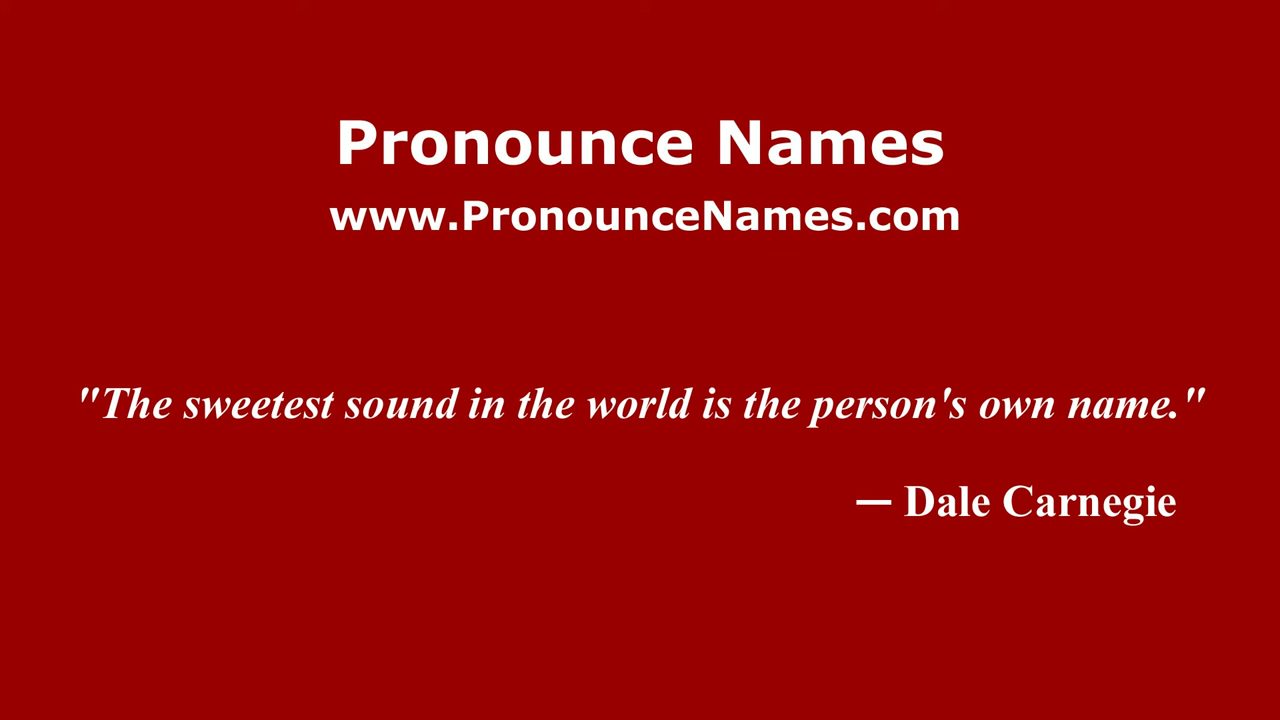 Pronounce Names
www.PronounceNames.com
"The sweetest sound in the world is the person's own name."
— Dale Carnegie